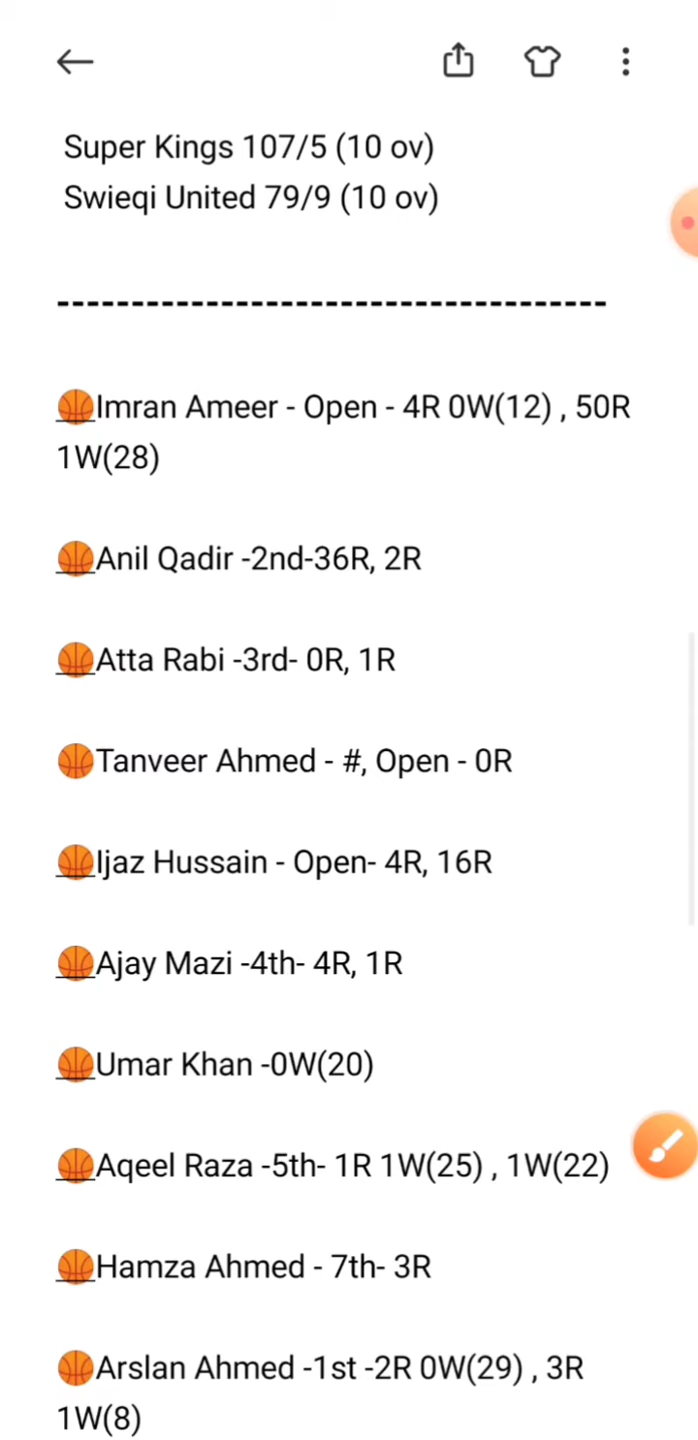 Super Kings 107/5 (10 ov)
Swieqi United 79/9 (10 ov)
------------------------------------
🏀Imran Ameer - Open - 4R 0W(12) , 50R
1W(28)
🏀Anil Qadir -2nd-36R, 2R
🏀Atta Rabi -3rd- 0R, 1R
🏀Tanveer Ahmed - #, Open - 0R
🏀Ijaz Hussain - Open- 4R, 16R
🏀Ajay Mazi -4th- 4R, 1R
🏀Umar Khan -0W(20)
🏀Aqeel Raza -5th- 1R 1W(25) , 1W(22)
🏀Hamza Ahmed - 7th- 3R
🏀Arslan Ahmed -1st -2R 0W(29) , 3R
1W(8)